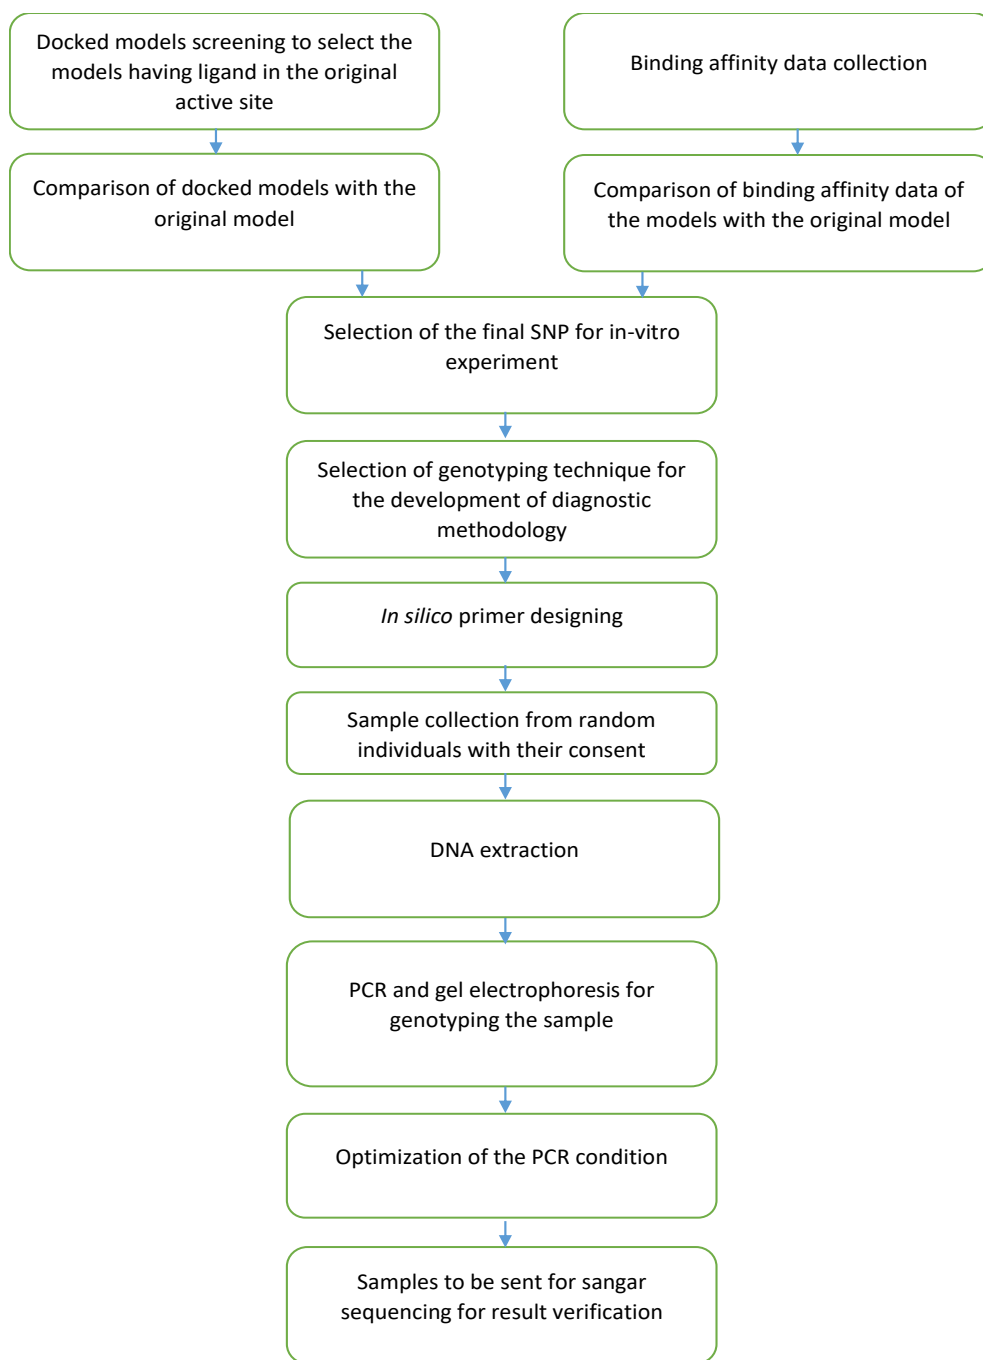 Docked models screening to select the
models having ligand in the original
active site
Binding affinity data collection
Comparison of docked models with the
original model
Comparison of binding affinity data of
the models with the original model
Selection of the final SNP for in-vitro
experiment
Selection of genotyping technique for
the development of diagnostic
methodology
In silico primer designing
Sample collection from random
individuals with their consent
DNA extraction
PCR and gel electrophoresis for
genotyping the sample
Optimization of the PCR condition
Samples to be sent for sangar
sequencing for result verification